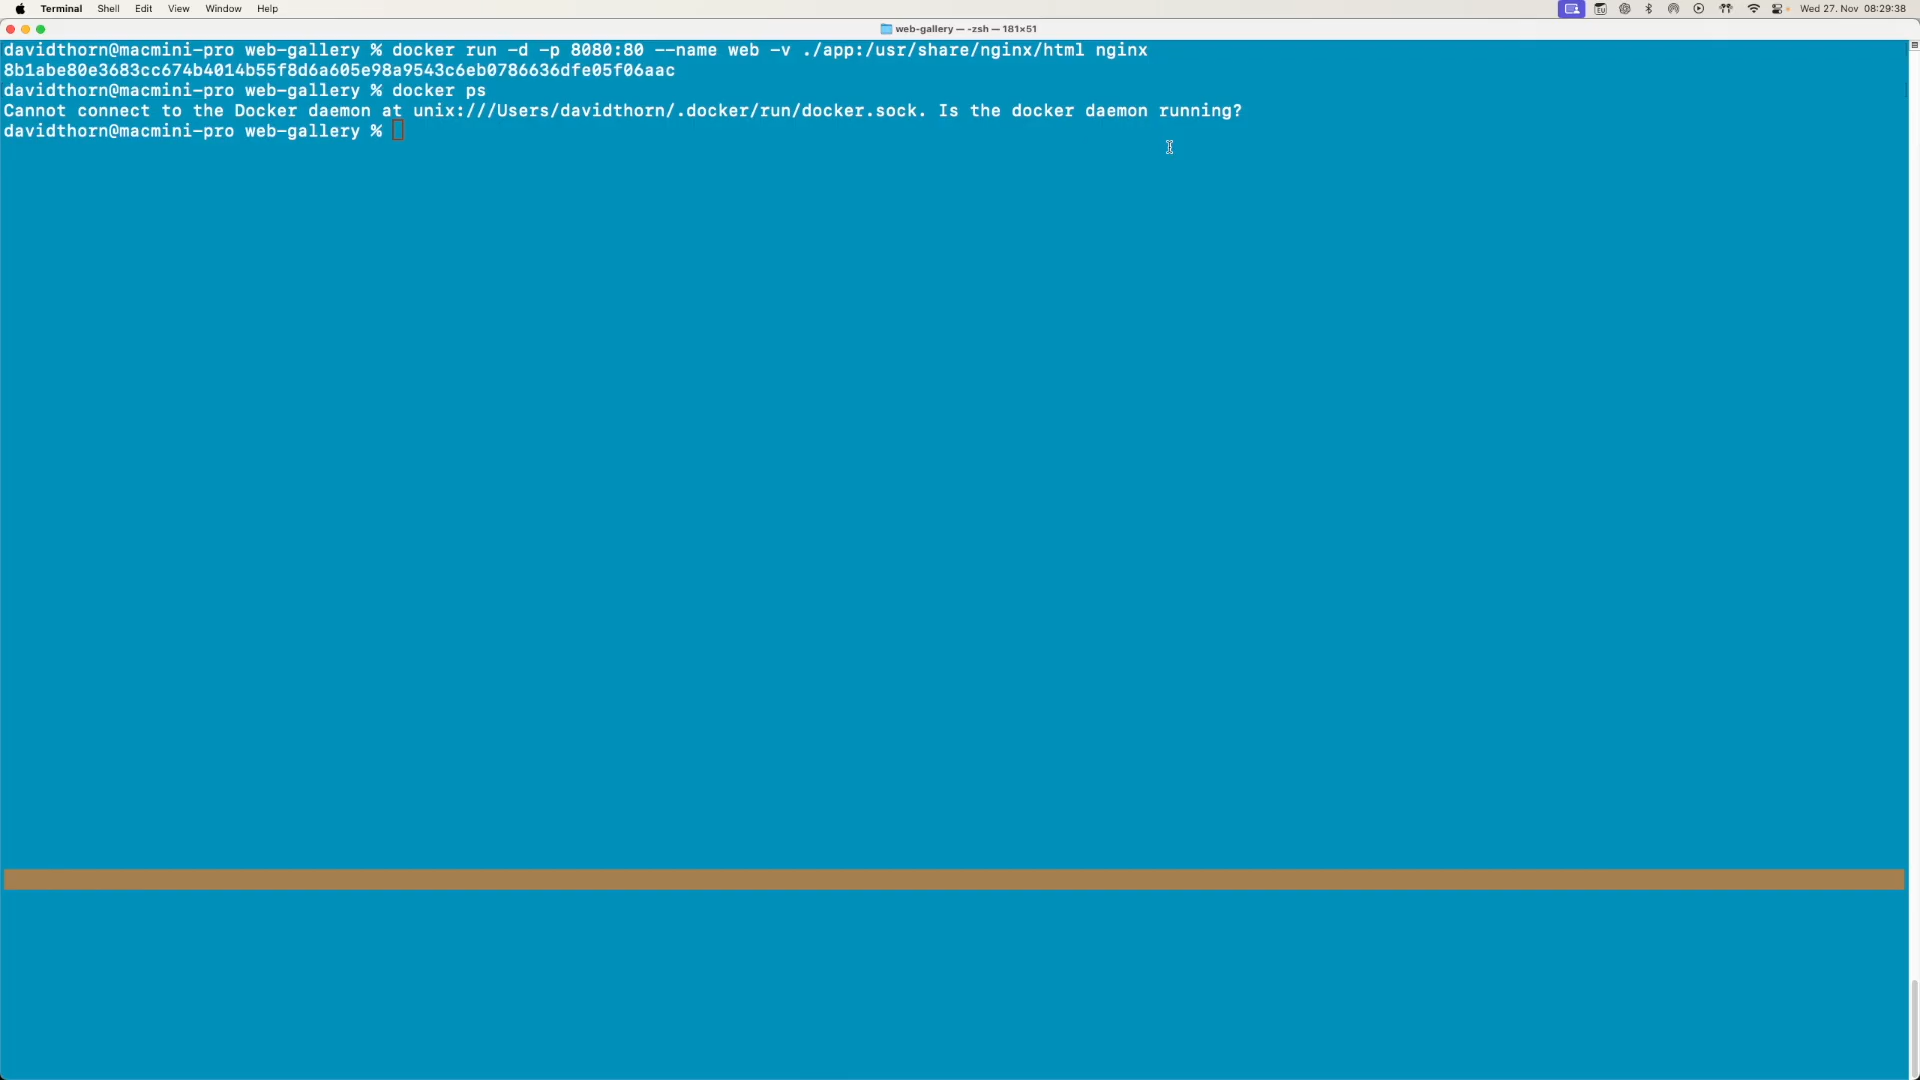 Terminal Shell Edit View Window Help
EU
Wed 27. Nov 08:29:38
web-gallery — -zsh — 181×51
davidthorn@macmini-pro web-gallery % docker run -d -p 8080:80 --name web -v ./app:/usr/share/nginx/html nginx
8b1abe80e3683cc674b4014b55f8d6a605e98a9543c6eb0786636dfe05f06aac
davidthorn@macmini-pro web-gallery % docker ps
Cannot connect to the Docker daemon at unix:///Users/davidthorn/.docker/run/docker.sock. Is the docker daemon running?
davidthorn@macmini-pro web-gallery %